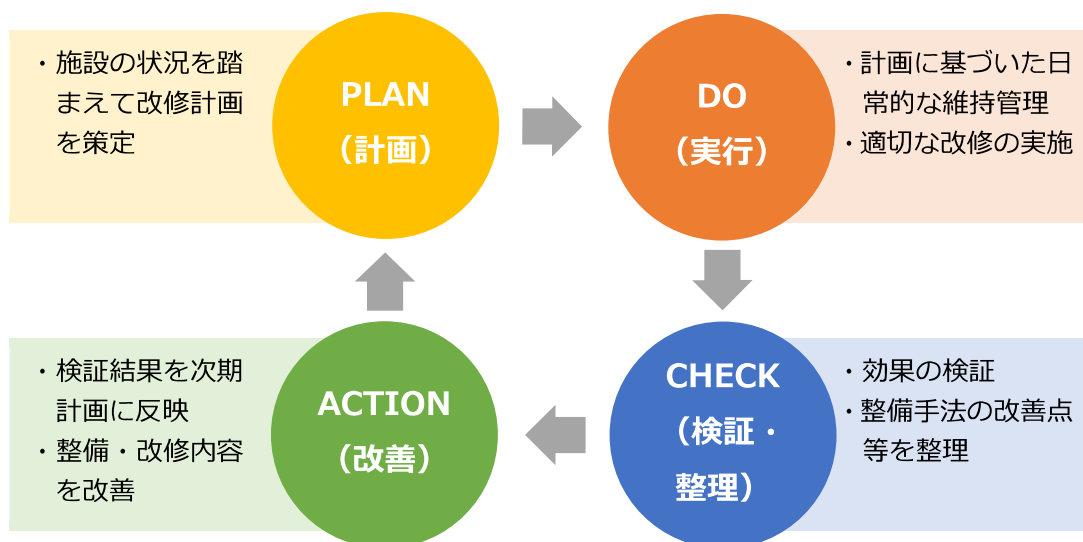 ・施設の状況を踏
まえて改修計画
を策定
PLAN
（計画）
DO
（実行）
・計画に基づいた日
常的な維持管理
・適切な改修の実施
・検証結果を次期
計画に反映
・整備・改修内容
を改善
ACTION
（改善）
CHECK
（検証・
整理）
・効果の検証
・整備手法の改善点
等を整理